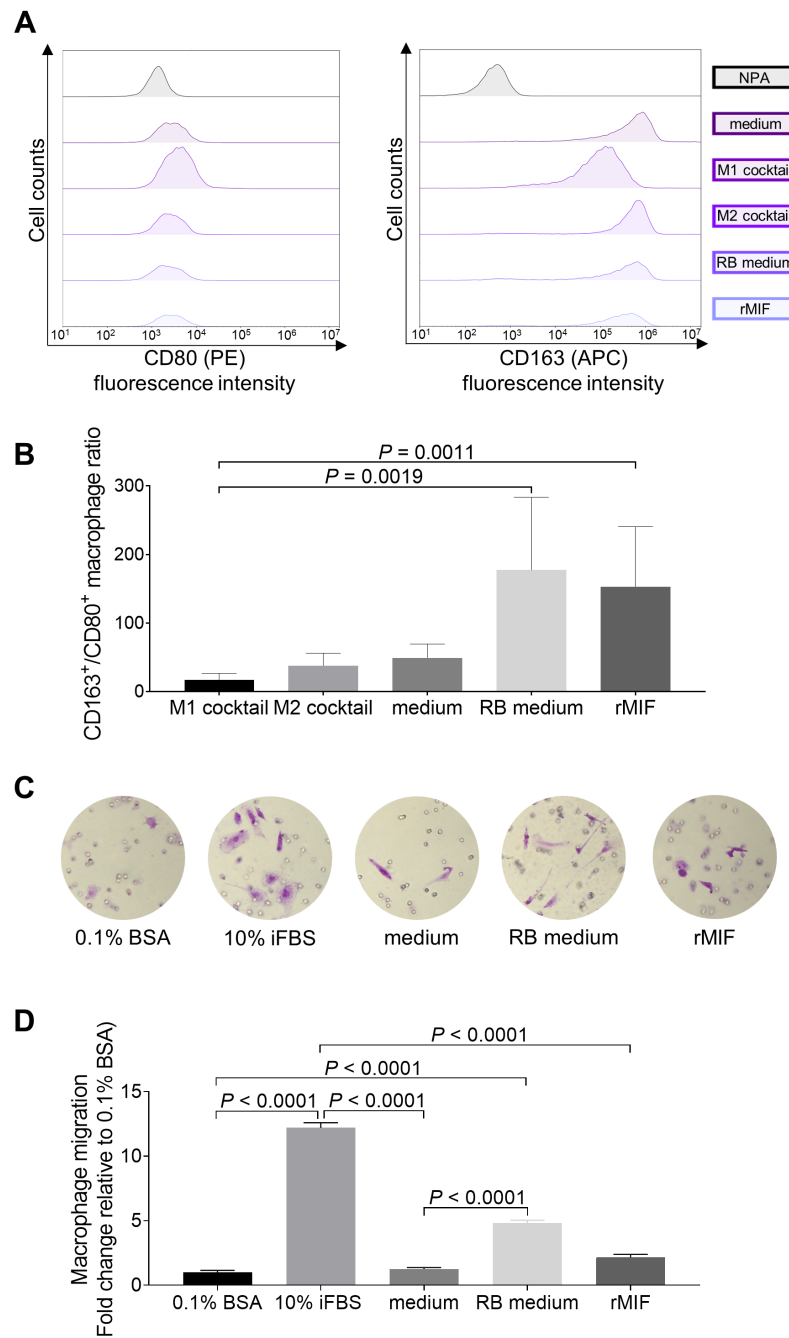 A
Cell counts
10¹ 10² 10³ 10⁴ 10⁵ 10⁶ 10⁷
CD80 (PE)
fluorescence intensity
Cell counts
10¹ 10² 10³ 10⁴ 10⁵ 10⁶ 10⁷
CD163 (APC)
fluorescence intensity
NPA
medium
M1 cocktail
M2 cocktail
RB medium
rMIF
B
CD163⁺/CD80⁺ macrophage ratio
P = 0.0011
P = 0.0019
300
200
100
0
M1 cocktail M2 cocktail medium RB medium rMIF
C
0.1% BSA 10% iFBS medium RB medium rMIF
D
Macrophage migration
Fold change relative to 0.1% BSA)
P < 0.0001
P < 0.0001
P < 0.0001 P < 0.0001
P < 0.0001
15
10
5
0
0.1% BSA 10% iFBS medium RB medium rMIF